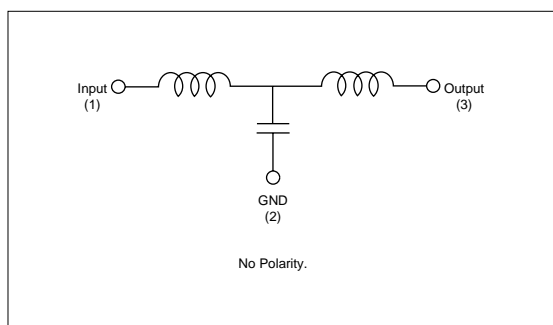 Input
(1)
Output
(3)
GND
(2)
No Polarity.